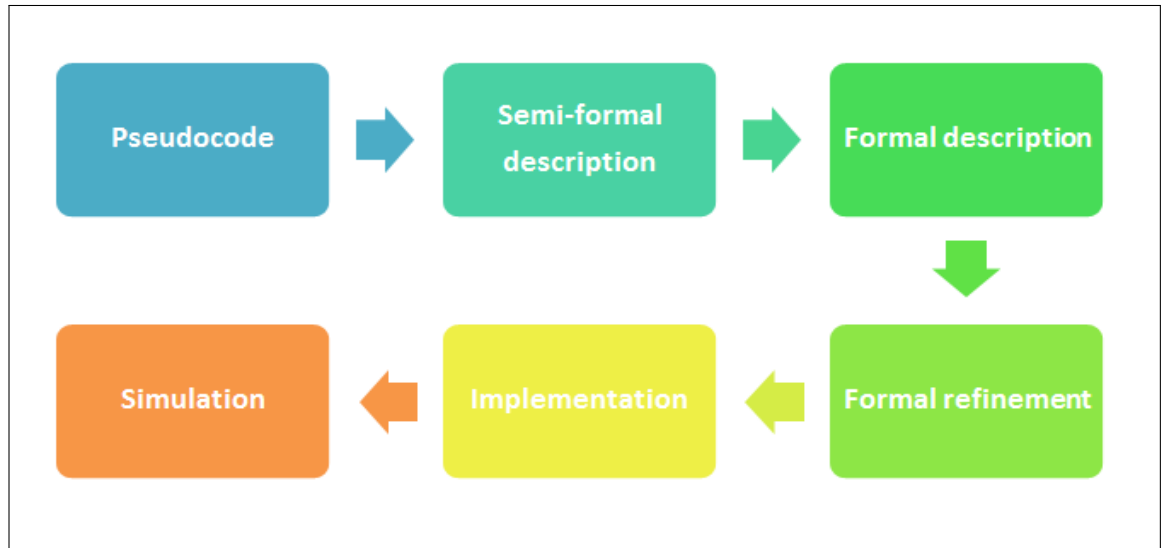 Pseudocode
Semi-formal
description
Formal description
Formal refinement
Implementation
Simulation